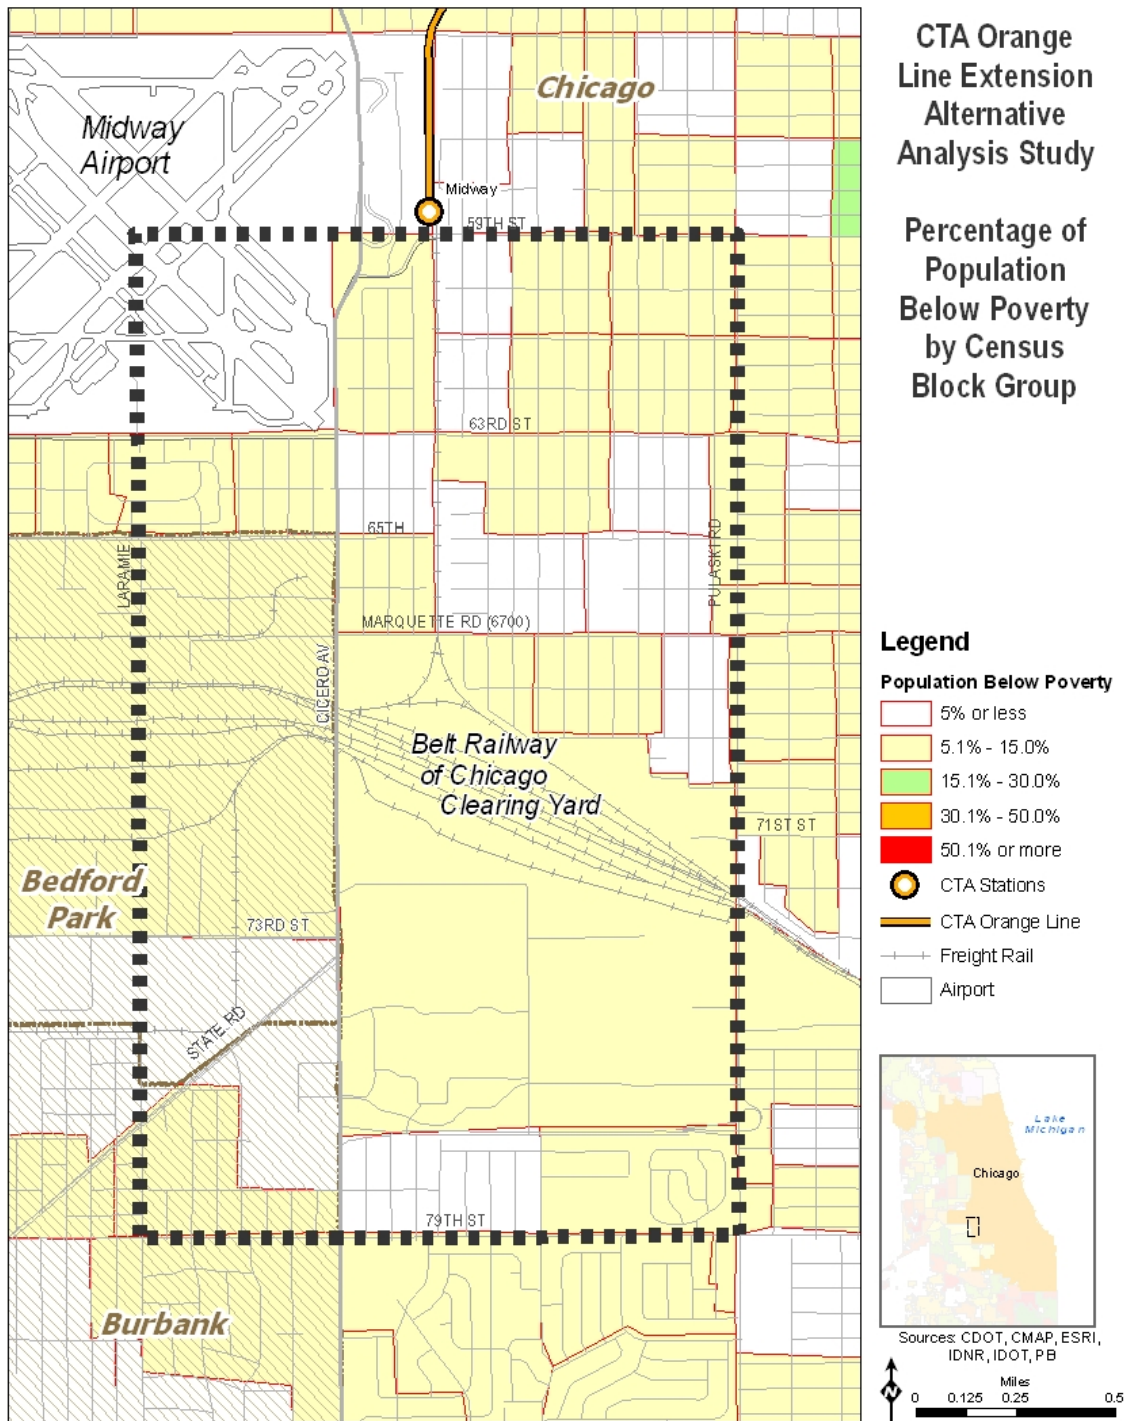 CTA Orange
Line Extension
Alternative
Analysis Study
Percentage of
Population
Below Poverty
by Census
Block Group
Chicago
Midway
Airport
Midway
59TH ST
63RD ST
65TH
LARAMIE
PULASKI RD
MARQUETTE RD (6700)
CICERO AV
Belt Railway
of Chicago
Clearing Yard
71ST ST
Bedford
Park
73RD ST
STATE RD
79TH ST
Burbank
Legend
Population Below Poverty
5% or less
5.1% - 15.0%
15.1% - 30.0%
30.1% - 50.0%
50.1% or more
CTA Stations
CTA Orange Line
Freight Rail
Airport
Lake
Michigan
Chicago
Sources: CDOT, CMAP, ESRI,
IDNR, IDOT, PB
N
Miles
0 0.125 0.25 0.5